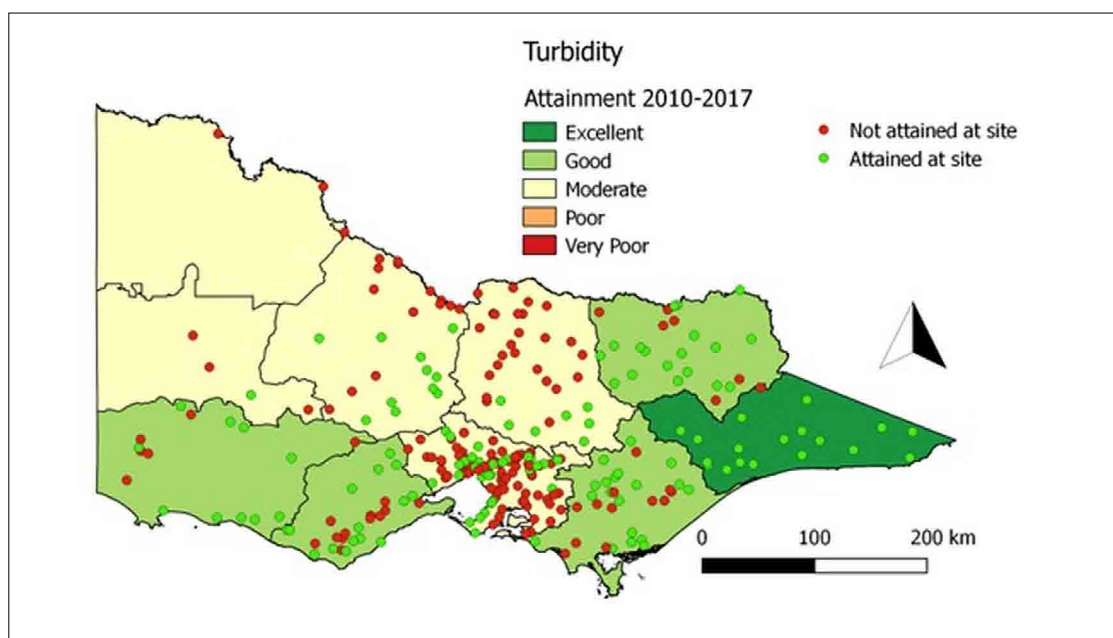 Turbidity
Attainment 2010-2017
Excellent
Good
Moderate
Poor
Very Poor
Not attained at site
Attained at site
0 100 200 km